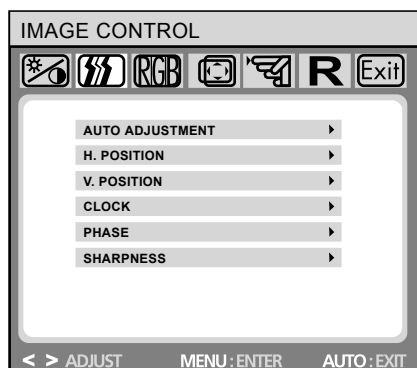 IMAGE CONTROL
RGB R Exit
AUTO ADJUSTMENT
H. POSITION
V. POSITION
CLOCK
PHASE
SHARPNESS
< > ADJUST MENU : ENTER AUTO : EXIT